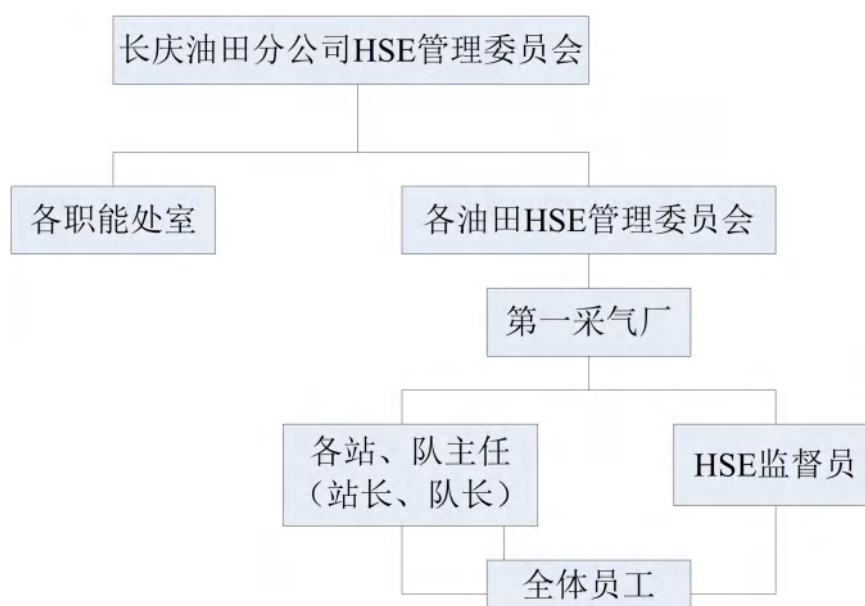 长庆油田分公司HSE管理委员会
各职能处室
各油田HSE管理委员会
第一采气厂
各站、队主任
（站长、队长）
HSE监督员
全体员工